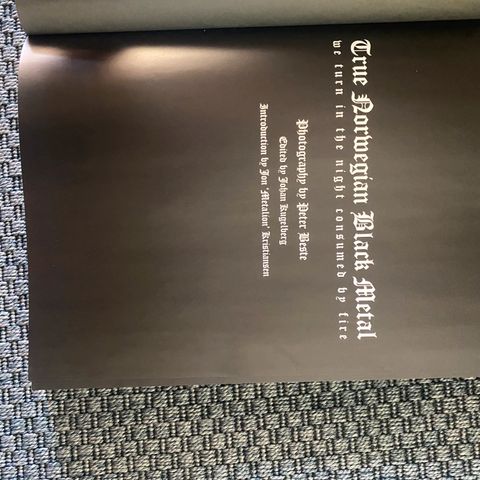 True Norwegian Black Metal
we turn in the night consumed by fire
Photography by Peter Beste
Edited by Johan Kugelberg
Introduction by Jon 'Metalion' Kristiansen